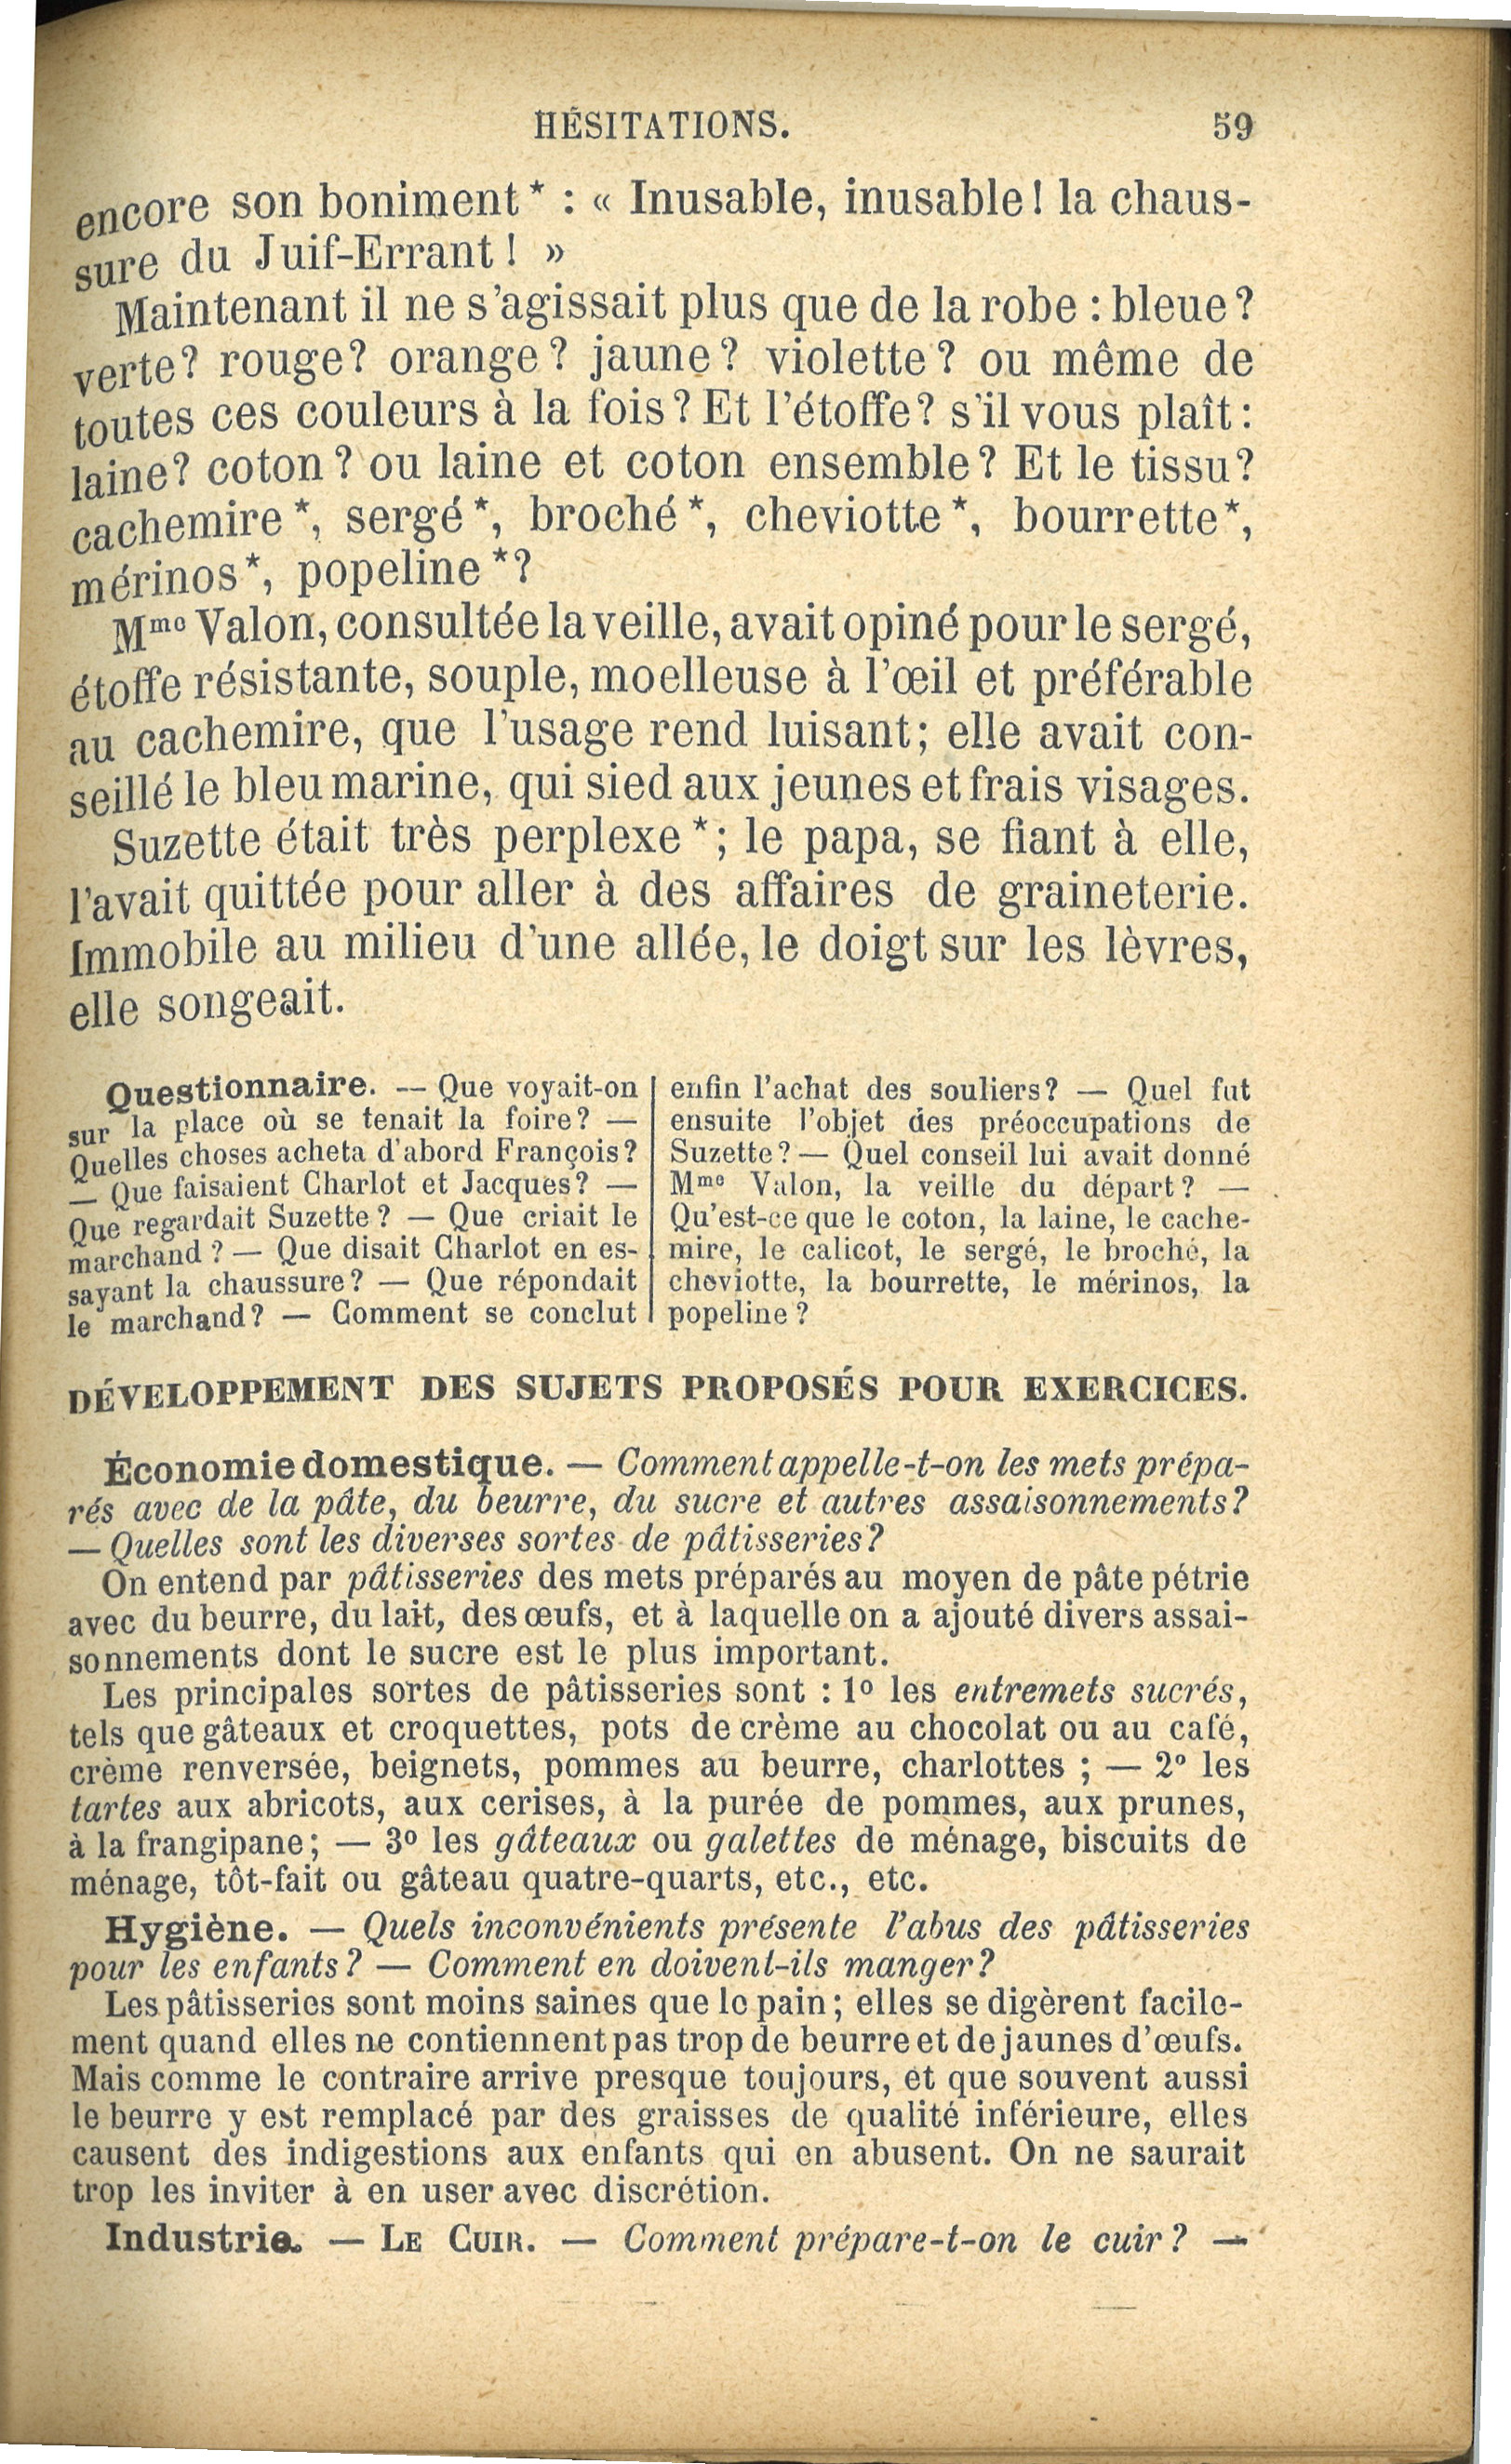 HÉSITATIONS. 59
encore son boniment* : « Inusable, inusable! la chaus-
sure du Juif-Errant! »
Maintenant il ne s'agissait plus que de la robe : bleue?
verte? rouge? orange? jaune? violette? ou même de
toutes ces couleurs à la fois? Et l'étoffe? s'il vous plaît:
laine? coton? ou laine et coton ensemble? Et le tissu?
cachemire*, sergé*, broché*, cheviotte*, bourrette*,
mérinos*, popeline*?
Mme Valon, consultée la veille, avait opiné pour le sergé,
étoffe résistante, souple, moelleuse à l'œil et préférable
au cachemire, que l'usage rend luisant; elle avait con-
seillé le bleu marine, qui sied aux jeunes et frais visages.
Suzette était très perplexe*; le papa, se fiant à elle,
l'avait quittée pour aller à des affaires de graineterie.
Immobile au milieu d'une allée, le doigt sur les lèvres,
elle songeait.
Questionnaire. — Que voyait-on
sur la place où se tenait la foire? —
Quelles choses acheta d'abord François?
— Que faisaient Charlot et Jacques? —
Que regardait Suzette? — Que criait le
marchand? — Que disait Charlot en es-
sayant la chaussure? — Que répondait
le marchand? — Comment se conclut
enfin l'achat des souliers? — Quel fut
ensuite l'objet des préoccupations de
Suzette? — Quel conseil lui avait donné
Mme Valon, la veille du départ? —
Qu'est-ce que le coton, la laine, le cache-
mire, le calicot, le sergé, le broché, la
cheviotte, la bourrette, le mérinos, la
popeline?
DÉVELOPPEMENT DES SUJETS PROPOSÉS POUR EXERCICES.
Économie domestique. — Comment appelle-t-on les mets prépa-
rés avec de la pâte, du beurre, du sucre et autres assaisonnements?
— Quelles sont les diverses sortes de pâtisseries?
On entend par pâtisseries des mets préparés au moyen de pâte pétrie
avec du beurre, du lait, des œufs, et à laquelle on a ajouté divers assai-
sonnements dont le sucre est le plus important.
Les principales sortes de pâtisseries sont : 1º les entremets sucrés,
tels que gâteaux et croquettes, pots de crème au chocolat ou au café,
crème renversée, beignets, pommes au beurre, charlottes ; — 2º les
tartes aux abricots, aux cerises, à la purée de pommes, aux prunes,
à la frangipane; — 3º les gâteaux ou galettes de ménage, biscuits de
ménage, tôt-fait ou gâteau quatre-quarts, etc., etc.
Hygiène. — Quels inconvénients présente l'abus des pâtisseries
pour les enfants? — Comment en doivent-ils manger?
Les pâtisseries sont moins saines que le pain; elles se digèrent facile-
ment quand elles ne contiennent pas trop de beurre et de jaunes d'œufs.
Mais comme le contraire arrive presque toujours, et que souvent aussi
le beurre y est remplacé par des graisses de qualité inférieure, elles
causent des indigestions aux enfants qui en abusent. On ne saurait
trop les inviter à en user avec discrétion.
Industrie. — LE CUIR. — Comment prépare-t-on le cuir? —